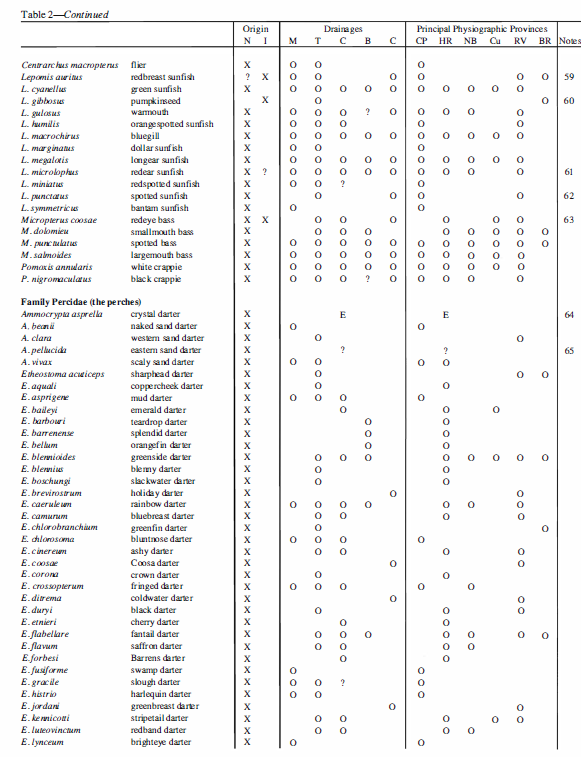 Table 2—Continued
Origin Drainages Principal Physiographic Provinces
N I M T C B C CP HR NB Cu RV BR Notes
Centrarchus macropterus flier X O O O
Lepomis auritus redbreast sunfish ? X O O O O O 59
L. cyanellus green sunfish X O O O O O O O O O O
L. gibbosus pumpkinseed X O O 60
L. gulosus warmouth X O O O ? O O O O O
L. humilis orangespotted sunfish X O O O O O
L. macrochirus bluegill X O O O O O O O O O O
L. marginatus dollar sunfish X O O O
L. megalotis longear sunfish X O O O O O O O O O O
L. microlophus redear sunfish X ? O O O O O O O O O 61
L. miniatus redspotted sunfish X O O ? O
L. punctatus spotted sunfish X O O O O 62
L. symmetricus bantam sunfish X O O
Micropterus coosae redeye bass X X O O O O O O 63
M. dolomieu smallmouth bass X O O O O O O O O
M. punctulatus spotted bass X O O O O O O O O O O O
M. salmoides largemouth bass X O O O O O O O O O O
Pomoxis annularis white crappie X O O O O O O O O O O
P. nigromaculatus black crappie X O O O ? O O O O O
Family Percidae (the perches)
Ammocrypta asprella crystal darter X E E 64
A. beanii naked sand darter X O O
A. clara western sand darter X O O
A. pellucida eastern sand darter X ? ? 65
A. vivax scaly sand darter X O O O O
Etheostoma acuticeps sharphead darter X O O O
E. aquali coppercheek darter X O O
E. asprigene mud darter X O O O O
E. baileyi emerald darter X O O O
E. barbouri teardrop darter X O O
E. barrenense splendid darter X O O
E. bellum orangefin darter X O O
E. blennioides greenside darter X O O O O O O O O
E. blennius blenny darter X O O
E. boschungi slackwater darter X O O
E. brevirostrum holiday darter X O O
E. caeruleum rainbow darter X O O O O O O O
E. camurum bluebreast darter X O O O O
E. chlorobranchium greenfin darter X O O
E. chlorosoma bluntnose darter X O O O O
E. cinereum ashy darter X O O O O
E. coosae Coosa darter X O O
E. corona crown darter X O O
E. crossopterum fringed darter X O O O O O
E. ditrema coldwater darter X O O
E. duryi black darter X O O O
E. etnieri cherry darter X O O
E. flabellare fantail darter X O O O O O O O
E. flavum saffron darter X O O O O
E. forbesi Barrens darter X O O
E. fusiforme swamp darter X O O
E. gracile slough darter X O O ? O
E. histrio harlequin darter X O O O
E. jordani greenbreast darter X O O
E. kennicotti stripetail darter X O O O O O
E. luteovinctum redband darter X O O O O
E. lynceum brighteye darter X O O